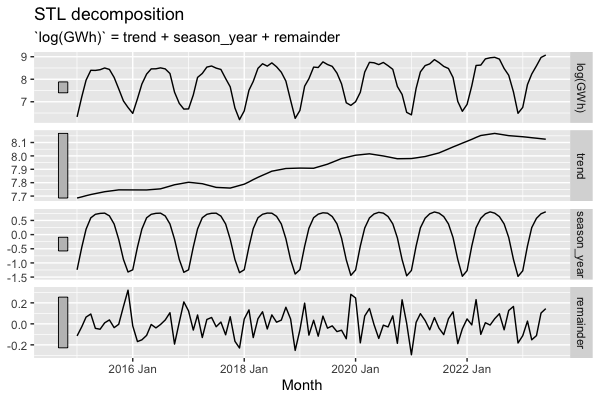 STL decomposition
`log(GWh)` = trend + season_year + remainder
9
8
7
log(GWh)
8.1
8.0
7.9
7.8
7.7
trend
0.5
0.0
-0.5
-1.0
-1.5
season_year
0.2
0.0
-0.2
remainder
2016 Jan 2018 Jan 2020 Jan 2022 Jan
Month